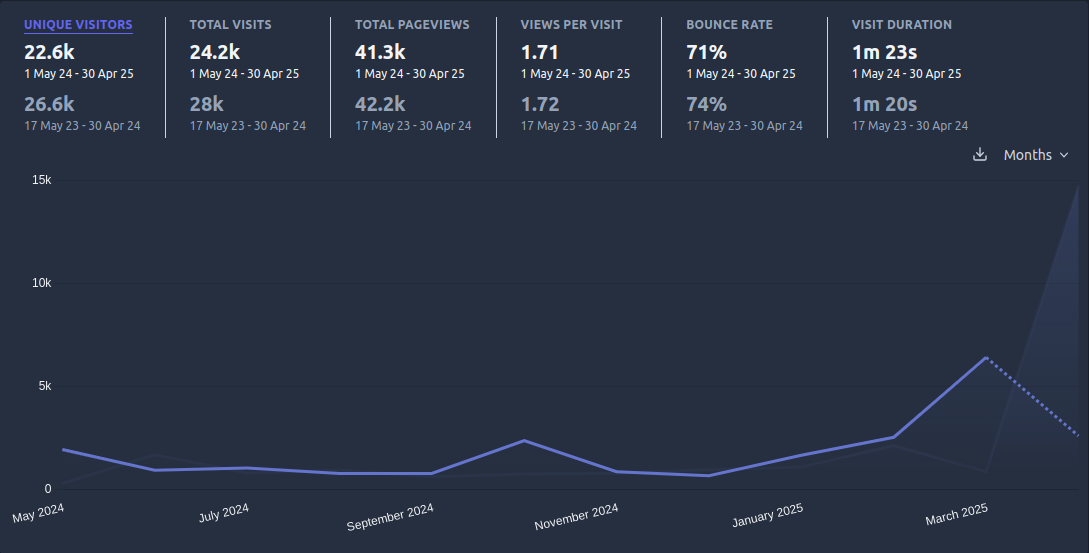 UNIQUE VISITORS
22.6k
1 May 24 - 30 Apr 25
26.6k
17 May 23 - 30 Apr 24
TOTAL VISITS
24.2k
1 May 24 - 30 Apr 25
28k
17 May 23 - 30 Apr 24
TOTAL PAGEVIEWS
41.3k
1 May 24 - 30 Apr 25
42.2k
17 May 23 - 30 Apr 24
VIEWS PER VISIT
1.71
1 May 24 - 30 Apr 25
1.72
17 May 23 - 30 Apr 24
BOUNCE RATE
71%
1 May 24 - 30 Apr 25
74%
17 May 23 - 30 Apr 24
VISIT DURATION
1m 23s
1 May 24 - 30 Apr 25
1m 20s
17 May 23 - 30 Apr 24
Months
15k
10k
5k
0
May 2024
July 2024
September 2024
November 2024
January 2025
March 2025